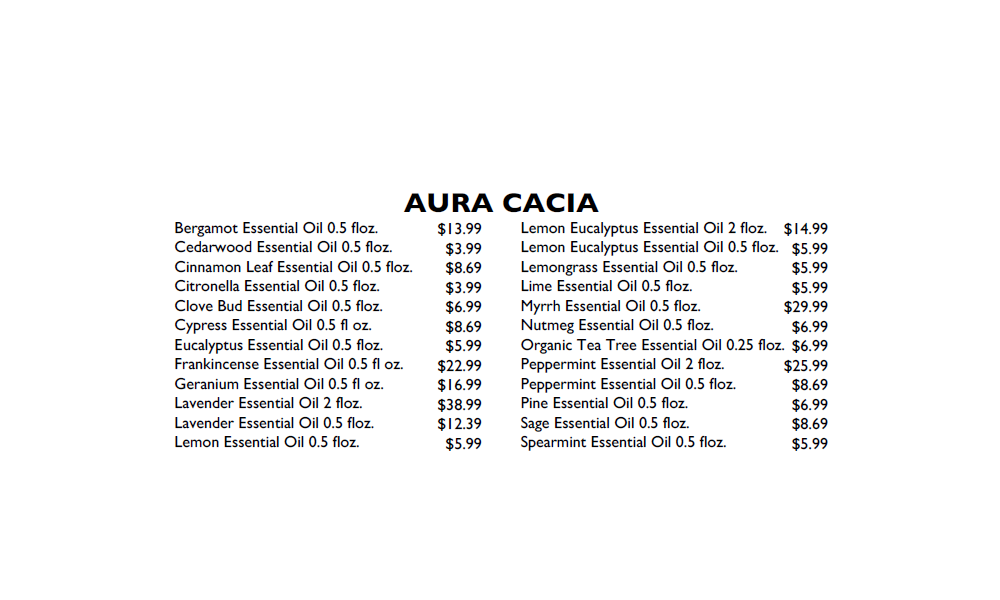 AURA CACIA
Bergamot Essential Oil 0.5 floz. $13.99
Cedarwood Essential Oil 0.5 floz. $3.99
Cinnamon Leaf Essential Oil 0.5 floz. $8.69
Citronella Essential Oil 0.5 floz. $3.99
Clove Bud Essential Oil 0.5 floz. $6.99
Cypress Essential Oil 0.5 fl oz. $8.69
Eucalyptus Essential Oil 0.5 floz. $5.99
Frankincense Essential Oil 0.5 fl oz. $22.99
Geranium Essential Oil 0.5 fl oz. $16.99
Lavender Essential Oil 2 floz. $38.99
Lavender Essential Oil 0.5 floz. $12.39
Lemon Essential Oil 0.5 floz. $5.99
Lemon Eucalyptus Essential Oil 2 floz. $14.99
Lemon Eucalyptus Essential Oil 0.5 floz. $5.99
Lemongrass Essential Oil 0.5 floz. $5.99
Lime Essential Oil 0.5 floz. $5.99
Myrrh Essential Oil 0.5 floz. $29.99
Nutmeg Essential Oil 0.5 floz. $6.99
Organic Tea Tree Essential Oil 0.25 floz. $6.99
Peppermint Essential Oil 2 floz. $25.99
Peppermint Essential Oil 0.5 floz. $8.69
Pine Essential Oil 0.5 floz. $6.99
Sage Essential Oil 0.5 floz. $8.69
Spearmint Essential Oil 0.5 floz. $5.99